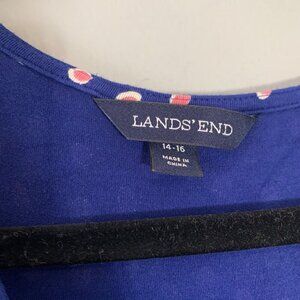 LANDS' END
14-16
MADE IN
CHINA